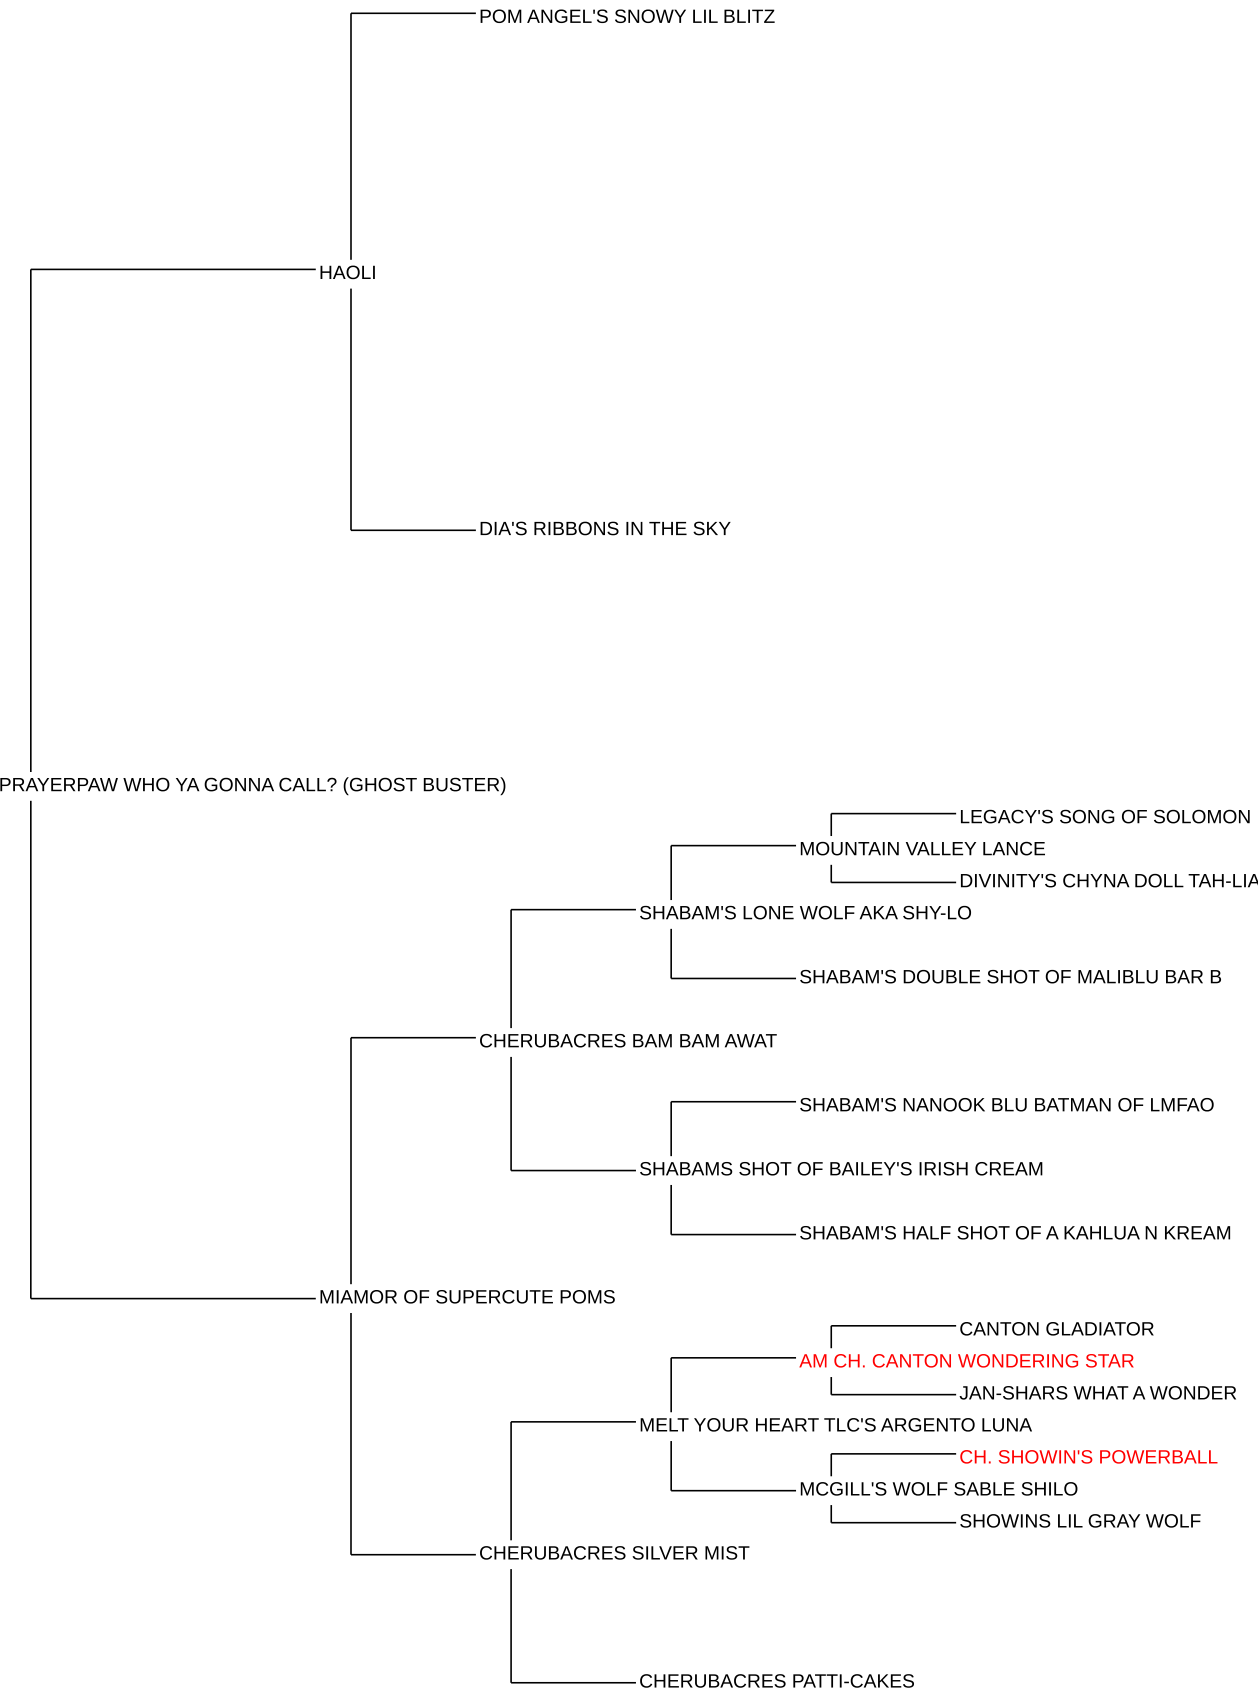 POM ANGEL'S SNOWY LIL BLITZ
HAOLI
DIA'S RIBBONS IN THE SKY
PRAYERPAW WHO YA GONNA CALL? (GHOST BUSTER)
LEGACY'S SONG OF SOLOMON
MOUNTAIN VALLEY LANCE
DIVINITY'S CHYNA DOLL TAH-LIA
SHABAM'S LONE WOLF AKA SHY-LO
SHABAM'S DOUBLE SHOT OF MALIBLU BAR B
CHERUBACRES BAM BAM AWAT
SHABAM'S NANOOK BLU BATMAN OF LMFAO
SHABAMS SHOT OF BAILEY'S IRISH CREAM
SHABAM'S HALF SHOT OF A KAHLUA N KREAM
MIAMOR OF SUPERCUTE POMS
CANTON GLADIATOR
AM CH. CANTON WONDERING STAR
JAN-SHARS WHAT A WONDER
MELT YOUR HEART TLC'S ARGENTO LUNA
CH. SHOWIN'S POWERBALL
MCGILL'S WOLF SABLE SHILO
SHOWINS LIL GRAY WOLF
CHERUBACRES SILVER MIST
CHERUBACRES PATTI-CAKES